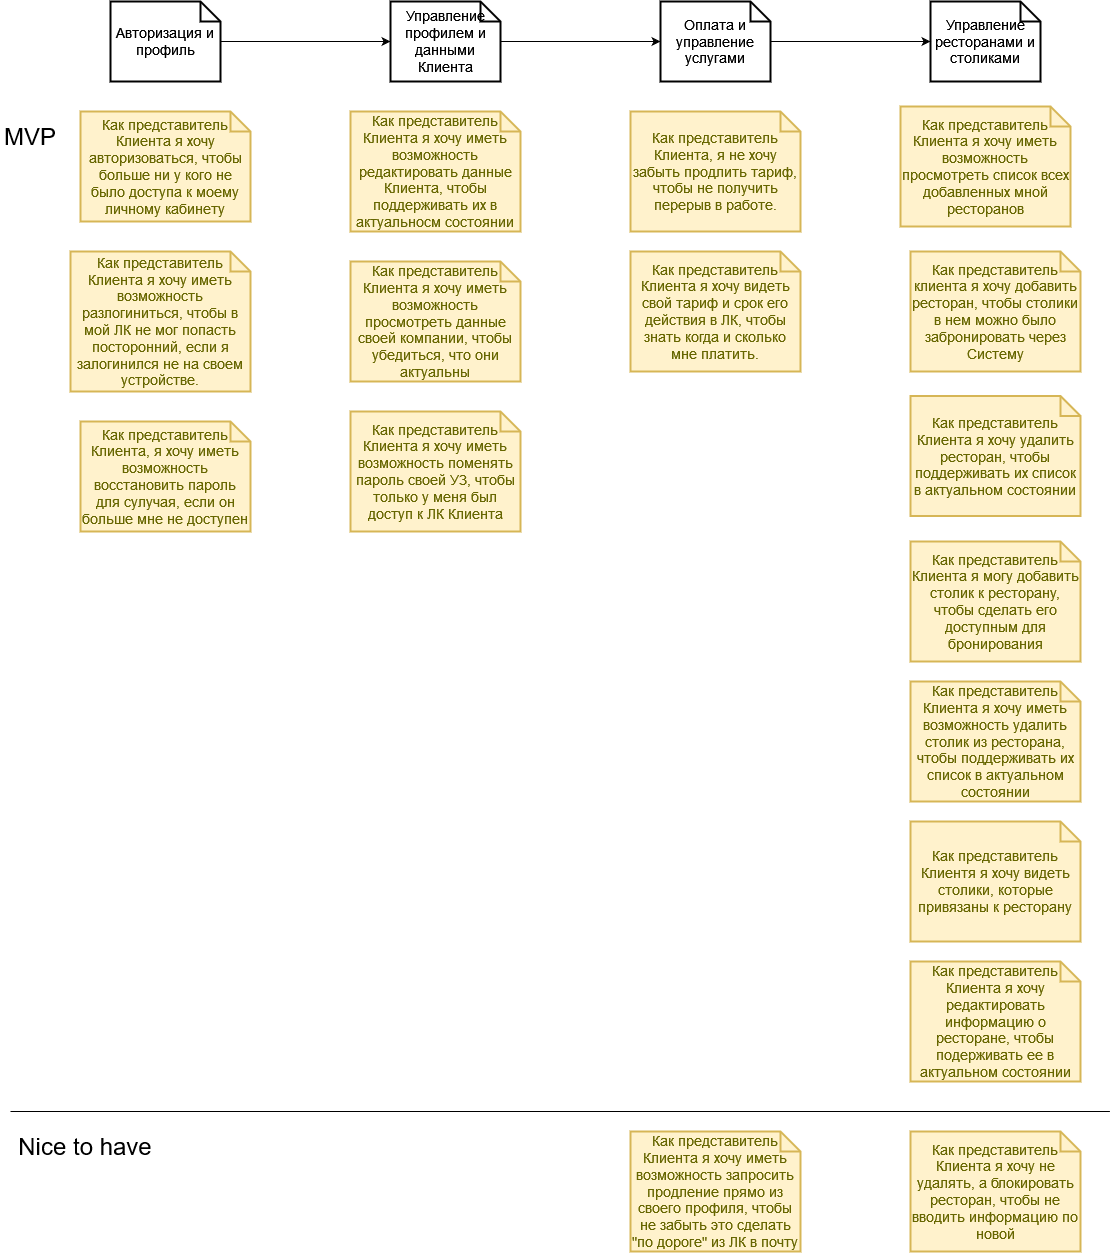 Авторизация и
профиль
Управление
профилем и
данными
Клиента
Оплата и
управление
услугами
Управление
ресторанами и
столиками
MVP
Как представитель
Клиента я хочу
авторизоваться, чтобы
больше ни у кого не
было доступа к моему
личному кабинету
Как представитель
Клиента я хочу иметь
возможность
разлогиниться, чтобы в
мой ЛК не мог попасть
посторонний, если я
залогинился не на своем
устройстве.
Как представитель
Клиента, я хочу иметь
возможность
восстановить пароль
для сулучая, если он
больше мне не доступен
Как представитель
Клиента я хочу иметь
возможность
редактировать данные
Клиента, чтобы
поддерживать их в
актуальносм состоянии
Как представитель
Клиента я хочу иметь
возможность
просмотреть данные
своей компании, чтобы
убедиться, что они
актуальны
Как представитель
Клиента я хочу иметь
возможность поменять
пароль своей УЗ, чтобы
только у меня был
доступ к ЛК Клиента
Как представитель
Клиента, я не хочу
забыть продлить тариф,
чтобы не получить
перерыв в работе.
Как представитель
Клиента я хочу видеть
свой тариф и срок его
действия в ЛК, чтобы
знать когда и сколько
мне платить.
Как представитель
Клиента я хочу иметь
возможность
просмотреть список всех
добавленных мной
ресторанов
Как представитель
клиента я хочу добавить
ресторан, чтобы столики
в нем можно было
забронировать через
Систему
Как представитель
Клиента я хочу удалить
ресторан, чтобы
поддерживать их список
в актуальном состоянии
Как представитель
Клиента я могу добавить
столик к ресторану,
чтобы сделать его
доступным для
бронирования
Как представитель
Клиента я хочу иметь
возможность удалить
столик из ресторана,
чтобы поддерживать их
список в актуальном
состоянии
Как представитель
Клиентя я хочу видеть
столики, которые
привязаны к ресторану
Как представитель
Клиента я хочу
редактировать
информацию о
ресторане, чтобы
подерживать ее в
актуальном состоянии
Nice to have
Как представитель
Клиента я хочу иметь
возможность запросить
продление прямо из
своего профиля, чтобы
не забыть это сделать
"по дороге" из ЛК в почту
Как представитель
Клиента я хочу не
удалять, а блокировать
ресторан, чтобы не
вводить информацию по
новой